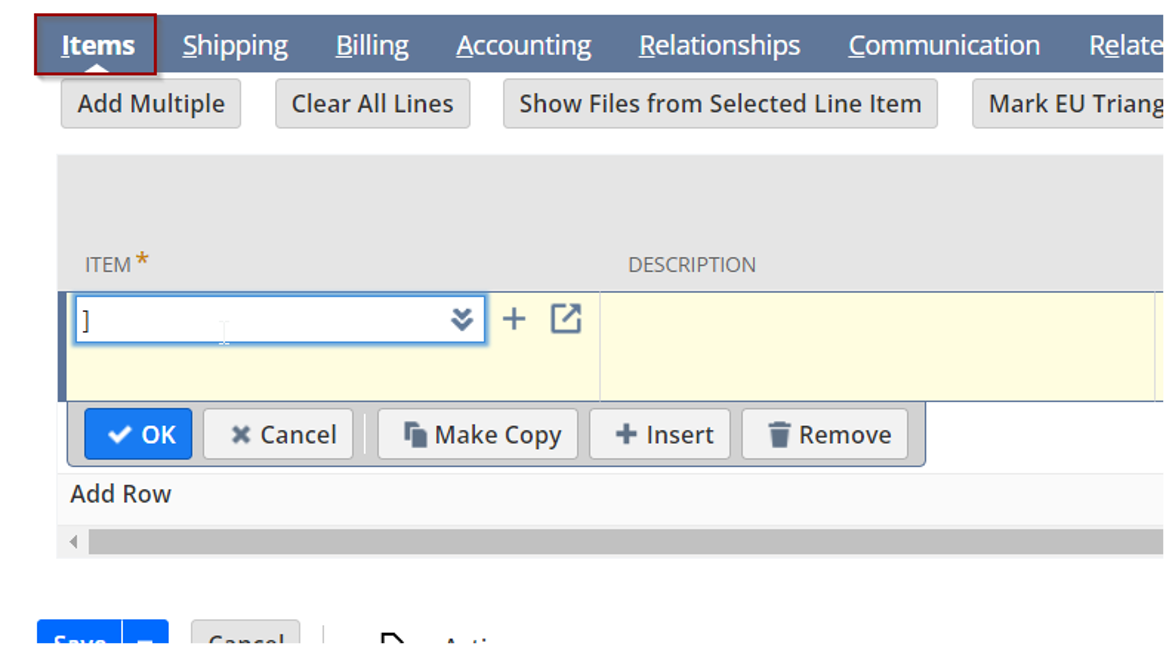 Items Shipping Billing Accounting Relationships Communication Relate
Add Multiple Clear All Lines Show Files from Selected Line Item Mark EU Triang
ITEM * DESCRIPTION
]
OK Cancel Make Copy Insert Remove
Add Row
Save Cancel